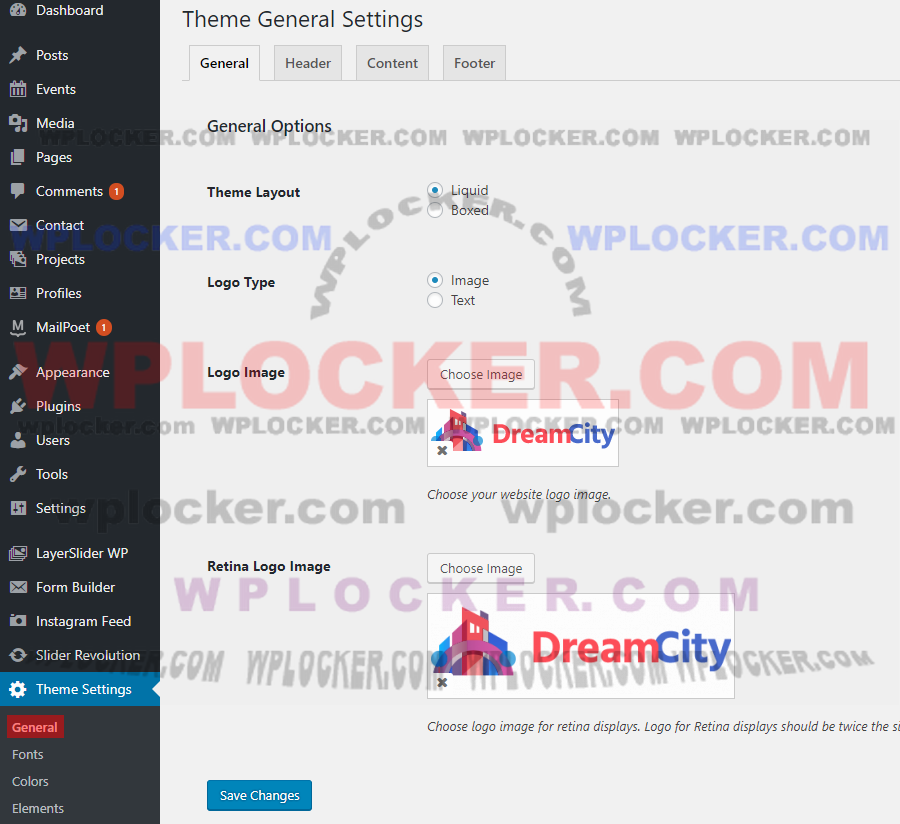 Dashboard
Posts
Events
Media
Pages
Comments 1
Contact
Projects
Profiles
MailPoet 1
Appearance
Plugins
Users
Tools
Settings
LayerSlider WP
Form Builder
Instagram Feed
Slider Revolution
Theme Settings
General
Fonts
Colors
Elements
Theme General Settings
General Header Content Footer
General Options
WPLOCKER.COM WPLOCKER.COM WPLOCKER.COM WPLOCKER.COM
Theme Layout
Liquid
Boxed
WPLOCKER.COM
WPLOCKER.COM WPLOCKER.COM
Logo Type
Image
Text
WPLOCKER.COM
Logo Image
Choose Image
wplocker.com WPLOCKER.COM WPLOCKER.COM WPLOCKER.COM
DreamCity
Choose your website logo image.
wplocker.com wplocker.com
Retina Logo Image
Choose Image
WPLOCKER.COM
DreamCity
WPLOCKER.COM WPLOCKER.COM WPLOCKER.COM WPLOCKER.COM
Choose logo image for retina displays. Logo for Retina displays should be twice the si
Save Changes